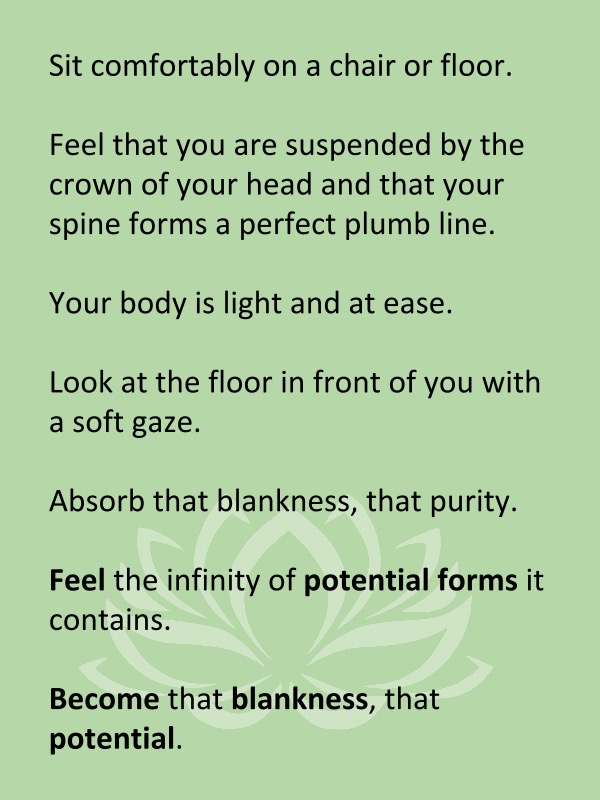 Sit comfortably on a chair or floor.
Feel that you are suspended by the
crown of your head and that your
spine forms a perfect plumb line.
Your body is light and at ease.
Look at the floor in front of you with
a soft gaze.
Absorb that blankness, that purity.
Feel the infinity of potential forms it
contains.
Become that blankness, that
potential.